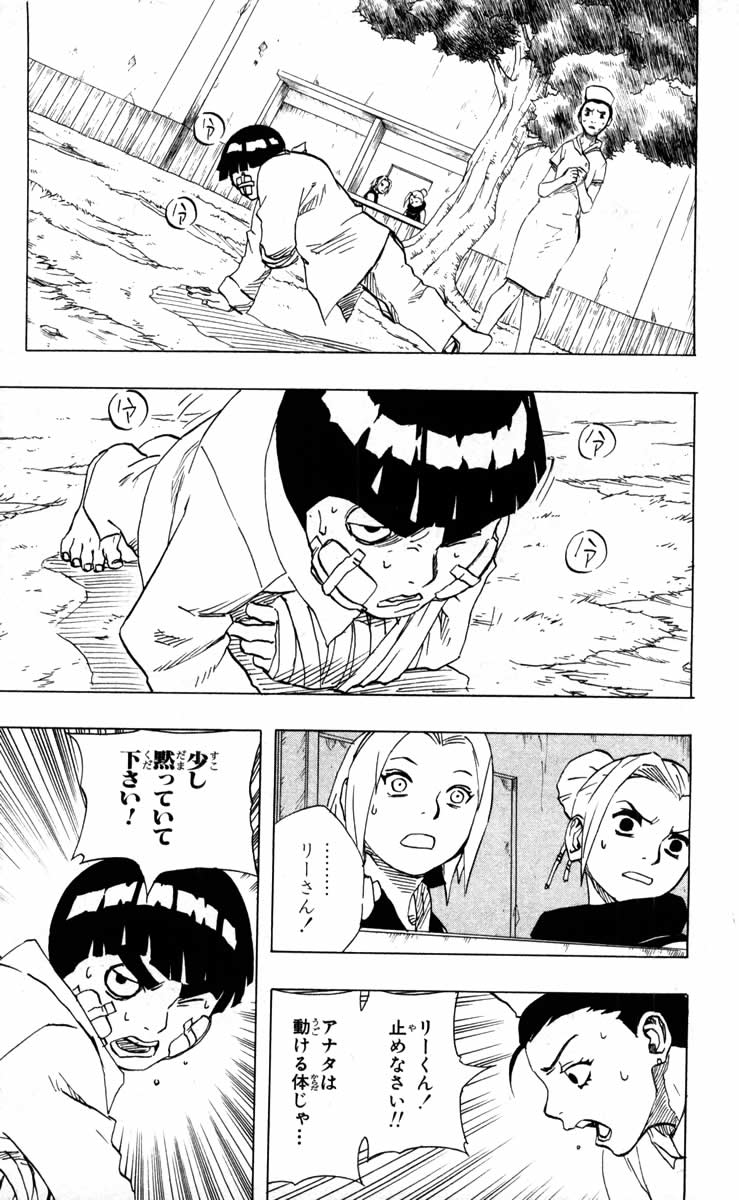 ハァ
ハァ
ハァ
ハァ
ハァ
………
リーさん！
リーくん！
止めなさい!!
アナタは
動ける体じゃ…
少し
黙っていて
下さい！